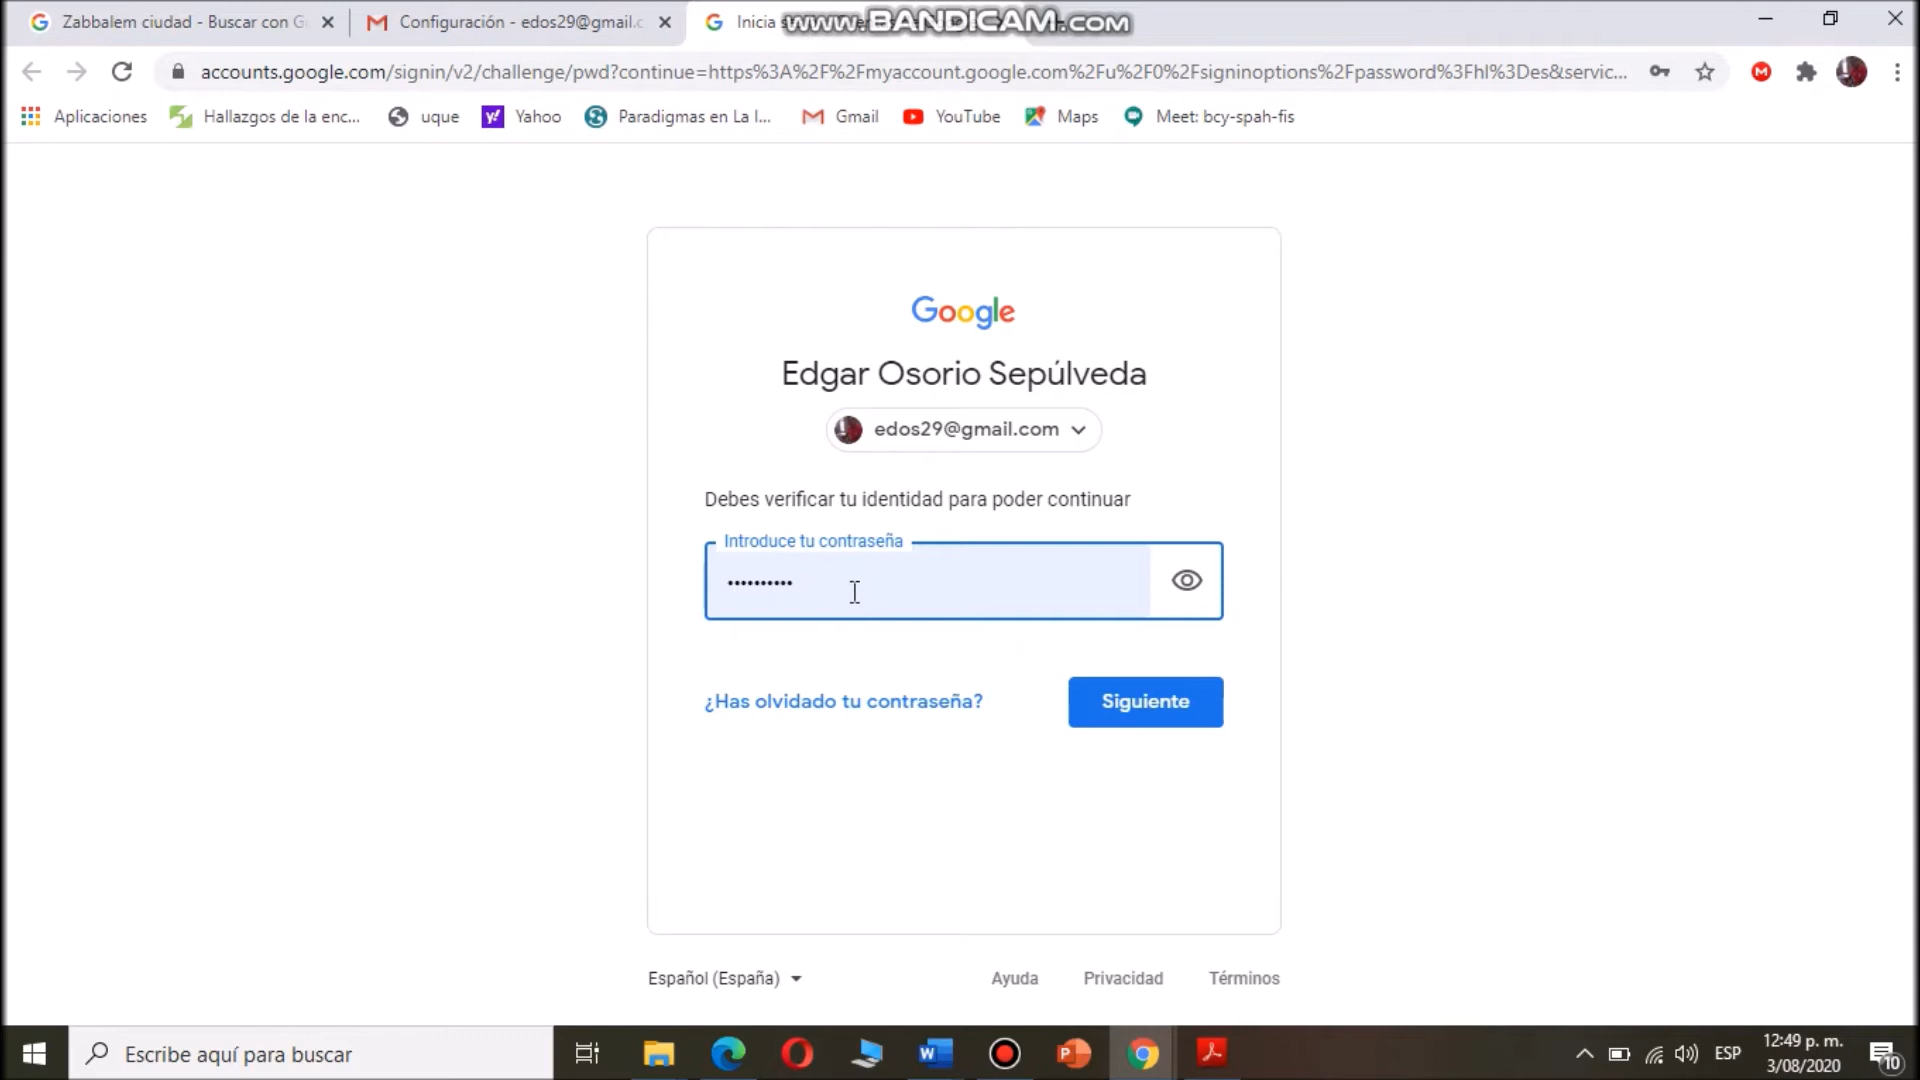 Zabbalem ciudad - Buscar con G
Configuración - edos29@gmail.c
Inicia
www.BANDICAM.com
accounts.google.com/signin/v2/challenge/pwd?continue=https%3A%2F%2Fmyaccount.google.com%2Fu%2F0%2Fsigninoptions%2Fpassword%3Fhl%3Des&servic...
Aplicaciones
Hallazgos de la enc...
uque
Yahoo
Paradigmas en La I...
Gmail
YouTube
Maps
Meet: bcy-spah-fis
Google
Edgar Osorio Sepúlveda
edos29@gmail.com
Debes verificar tu identidad para poder continuar
Introduce tu contraseña
••••••••••
¿Has olvidado tu contraseña?
Siguiente
Español (España)
Ayuda
Privacidad
Términos
Escribe aquí para buscar
ESP
12:49 p. m.
3/08/2020
10